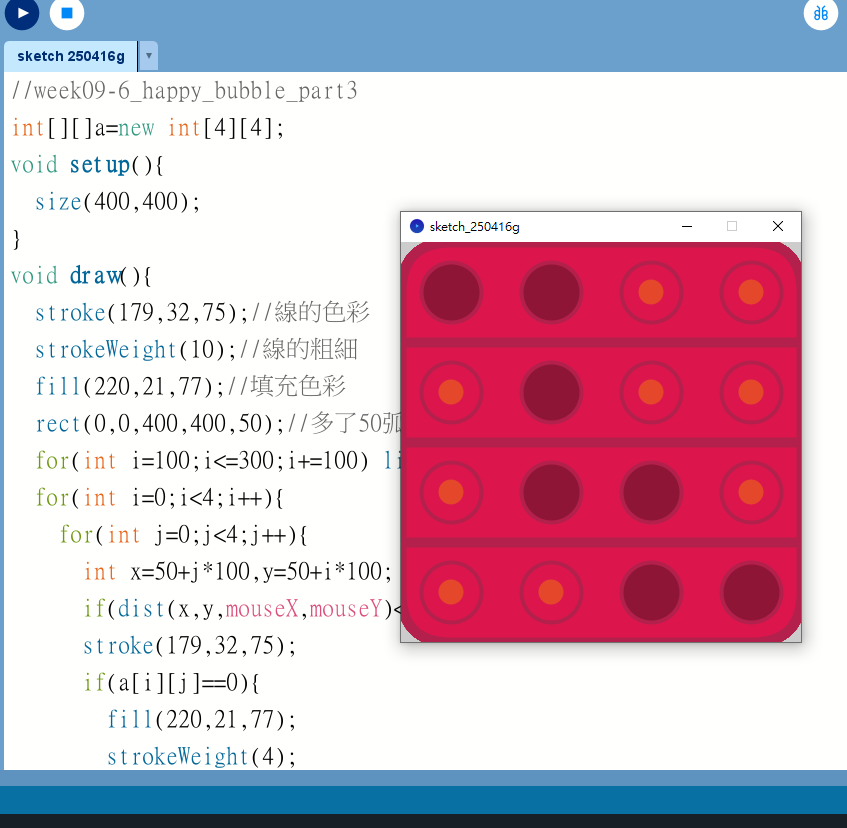 sketch 250416g
//week09-6_happy_bubble_part3
int[][]a=new int[4][4];
void setup(){
size(400,400);
}
void draw(){
stroke(179,32,75);//線的色彩
strokeWeight(10);//線的粗細
fill(220,21,77);//填充色彩
rect(0,0,400,400,50);//多了50弧
for(int i=100;i<=300;i+=100) li
for(int i=0;i<4;i++){
for(int j=0;j<4;j++){
int x=50+j*100,y=50+i*100;
if(dist(x,y,mouseX,mouseY)<
stroke(179,32,75);
if(a[i][j]==0){
fill(220,21,77);
strokeWeight(4);
sketch_250416g